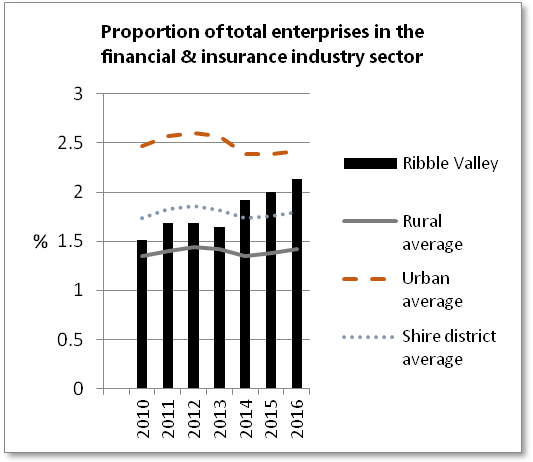 Proportion of total enterprises in the
financial & insurance industry sector
3
2.5
2
1.5
1
0.5
0
%
2010
2011
2012
2013
2014
2015
2016
Ribble Valley
Rural
average
Urban
average
Shire district
average